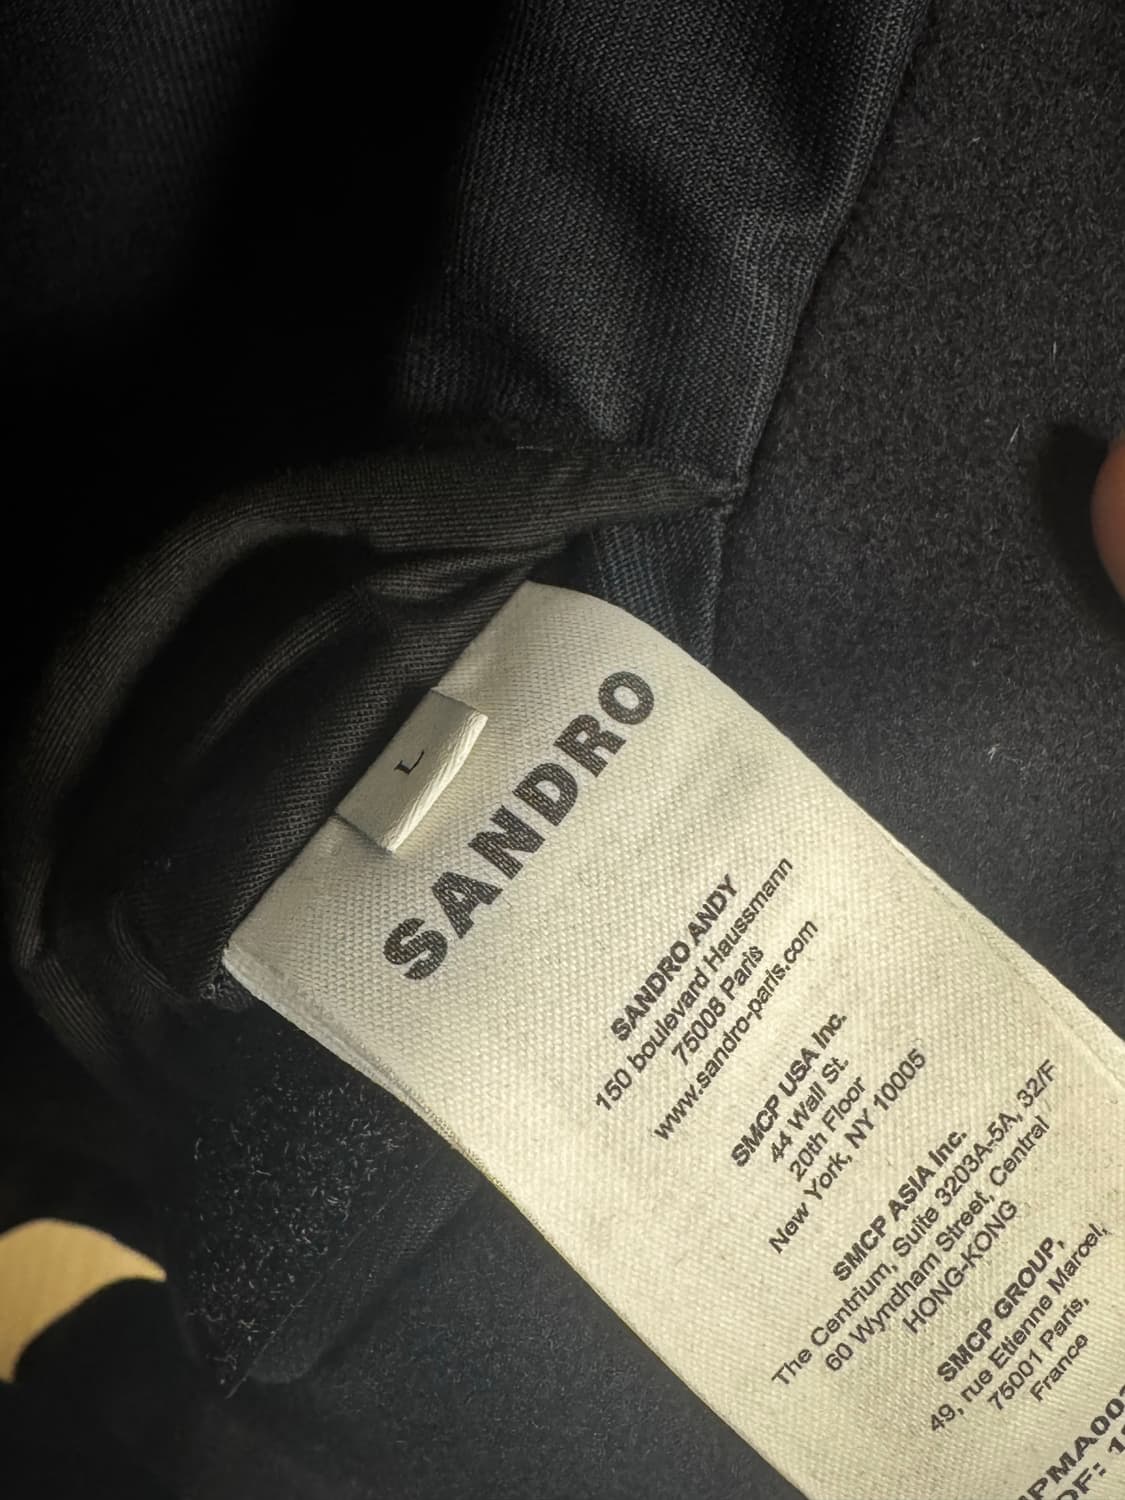 L
SANDRO
SANDRO ANDY
150 boulevard Haussmann
75008 Paris
www.sandro-paris.com
SMCP USA Inc.
44 Wall St.
20th Floor
New York, NY 10005
SMCP ASIA Inc.
The Centrium, Suite 3203A-5A, 32/F
60 Wyndham Street, Central
HONG-KONG
SMCP GROUP,
49, rue Etienne Marcel,
75001 Paris,
France